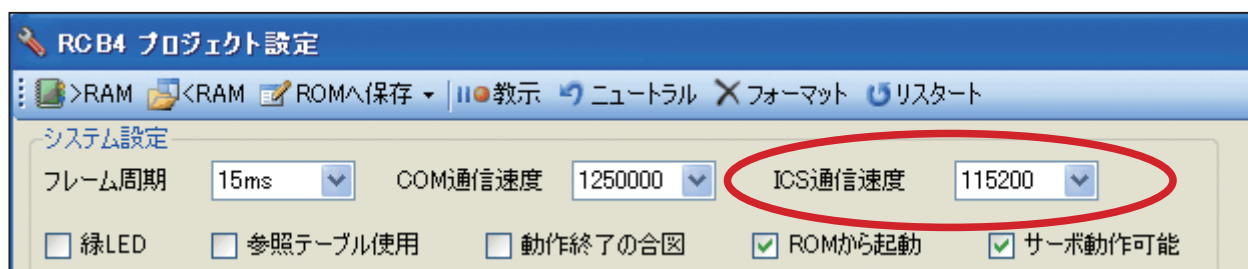 RCB4 プロジェクト設定
>RAM <RAM ROMへ保存 教示 ニュートラル フォーマット リスタート
システム設定
フレーム周期 15ms COM通信速度 1250000 ICS通信速度 115200
緑LED 参照テーブル使用 動作終了の合図 ROMから起動 サーボ動作可能